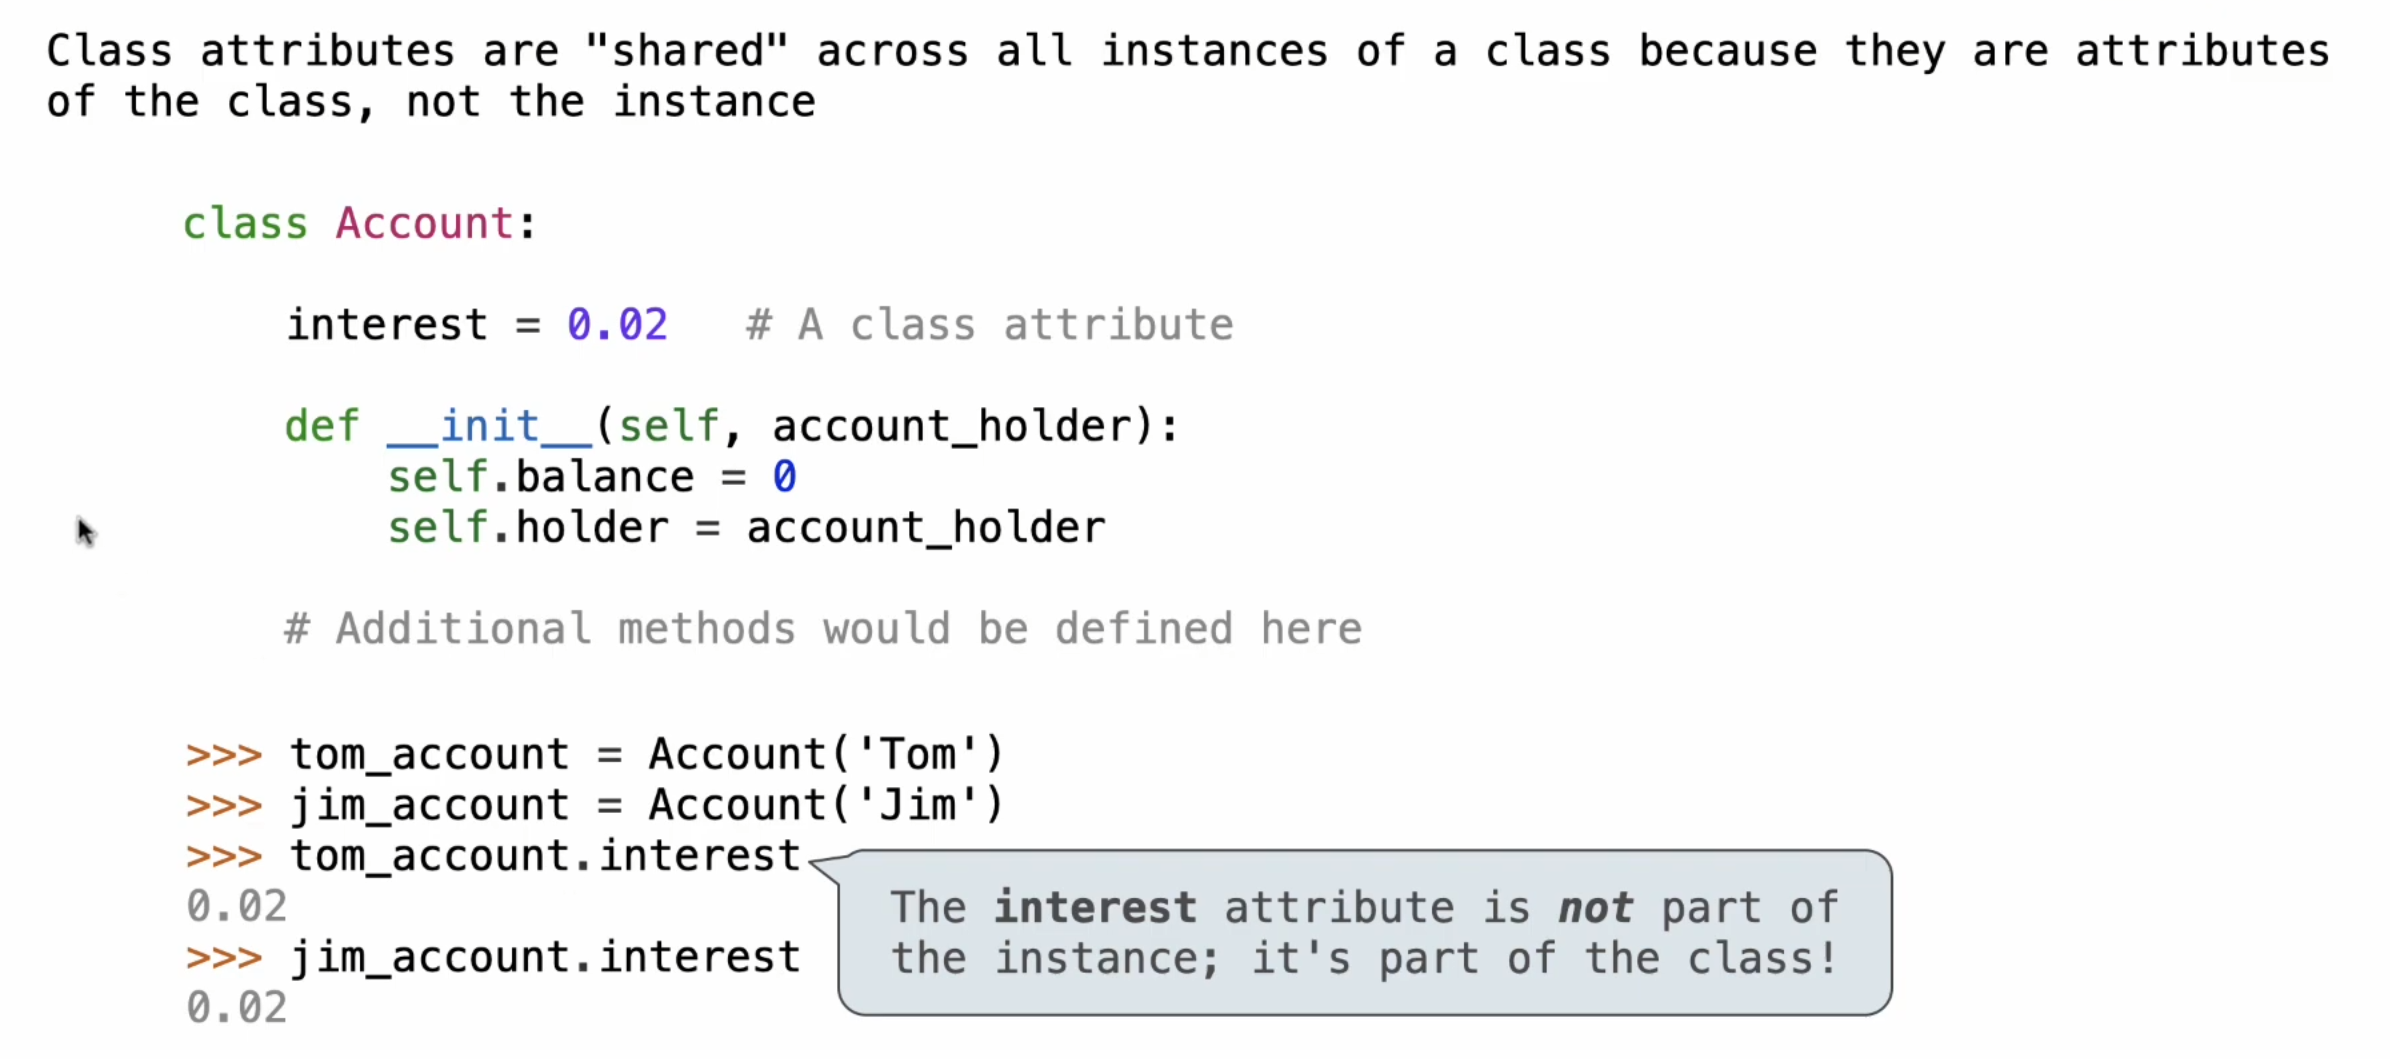 Class attributes are "shared" across all instances of a class because they are attributes
of the class, not the instance
class Account:
interest = 0.02   # A class attribute
def __init__(self, account_holder):
self.balance = 0
self.holder = account_holder
# Additional methods would be defined here
>>> tom_account = Account('Tom')
>>> jim_account = Account('Jim')
>>> tom_account.interest
0.02
>>> jim_account.interest
0.02
The interest attribute is not part of
the instance; it's part of the class!